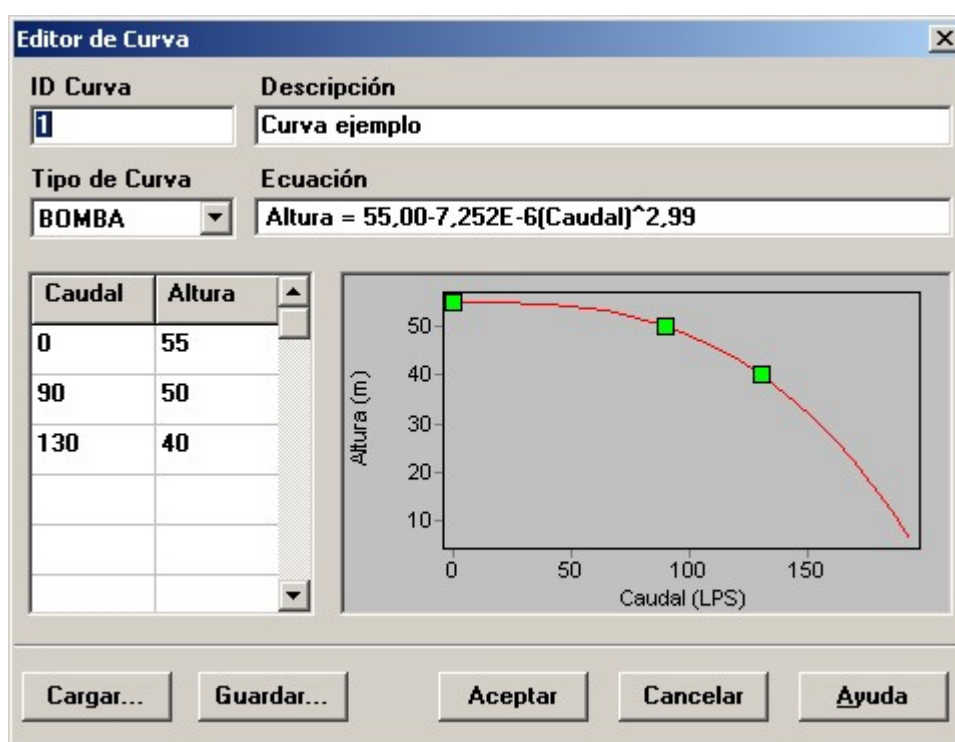 Editor de Curva
ID Curva Descripción
1 Curva ejemplo
Tipo de Curva Ecuación
BOMBA Altura = 55,00-7,252E-6(Caudal)^2,99
Caudal Altura
0 55
90 50
130 40
Altura (m)
50
40
30
20
10
0 50 100 150
Caudal (LPS)
Cargar... Guardar... Aceptar Cancelar Ayuda